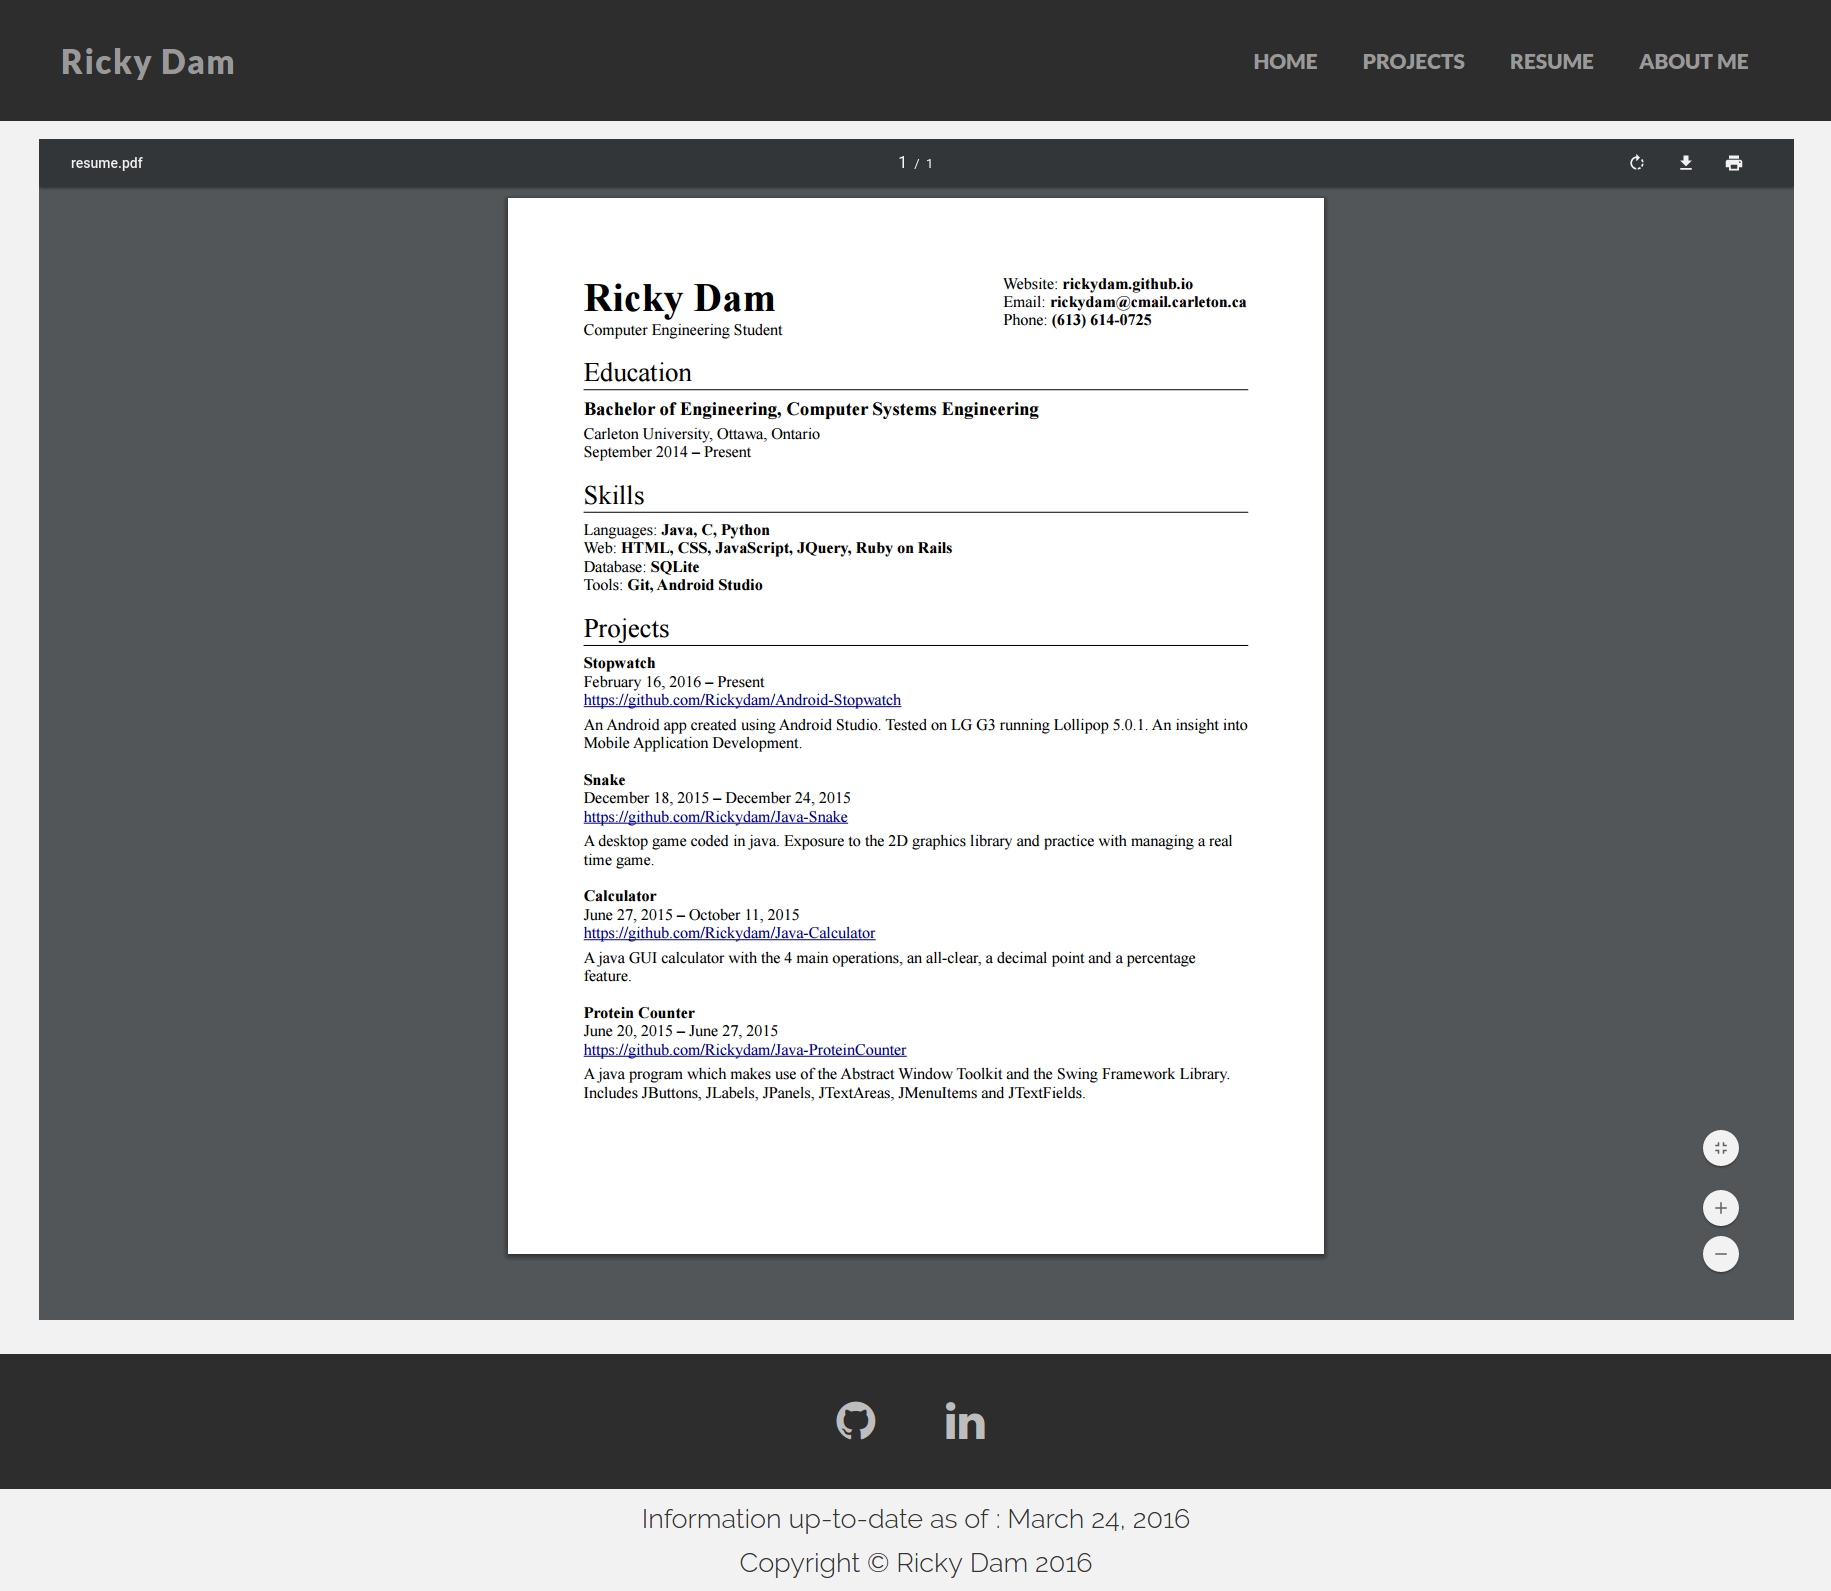 Ricky Dam
HOME PROJECTS RESUME ABOUT ME
resume.pdf
1 / 1
Ricky Dam
Computer Engineering Student
Website: rickydam.github.io
Email: rickydam@cmail.carleton.ca
Phone: (613) 614-0725
Education
Bachelor of Engineering, Computer Systems Engineering
Carleton University, Ottawa, Ontario
September 2014 – Present
Skills
Languages: Java, C, Python
Web: HTML, CSS, JavaScript, JQuery, Ruby on Rails
Database: SQLite
Tools: Git, Android Studio
Projects
Stopwatch
February 16, 2016 – Present
https://github.com/Rickydam/Android-Stopwatch
An Android app created using Android Studio. Tested on LG G3 running Lollipop 5.0.1. An insight into
Mobile Application Development.
Snake
December 18, 2015 – December 24, 2015
https://github.com/Rickydam/Java-Snake
A desktop game coded in java. Exposure to the 2D graphics library and practice with managing a real
time game.
Calculator
June 27, 2015 – October 11, 2015
https://github.com/Rickydam/Java-Calculator
A java GUI calculator with the 4 main operations, an all-clear, a decimal point and a percentage
feature.
Protein Counter
June 20, 2015 – June 27, 2015
https://github.com/Rickydam/Java-ProteinCounter
A java program which makes use of the Abstract Window Toolkit and the Swing Framework Library.
Includes JButtons, JLabels, JPanels, JTextAreas, JMenuItems and JTextFields.
in
Information up-to-date as of : March 24, 2016
Copyright © Ricky Dam 2016